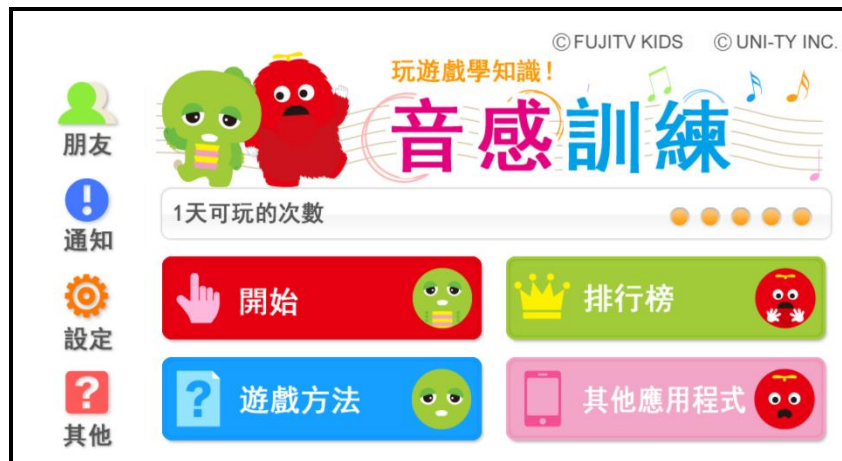 © FUJITV KIDS © UNI-TY INC.
玩遊戲學知識!
音感訓練
朋友
通知
設定
其他
1天可玩的次數
開始
排行榜
遊戲方法
其他應用程式